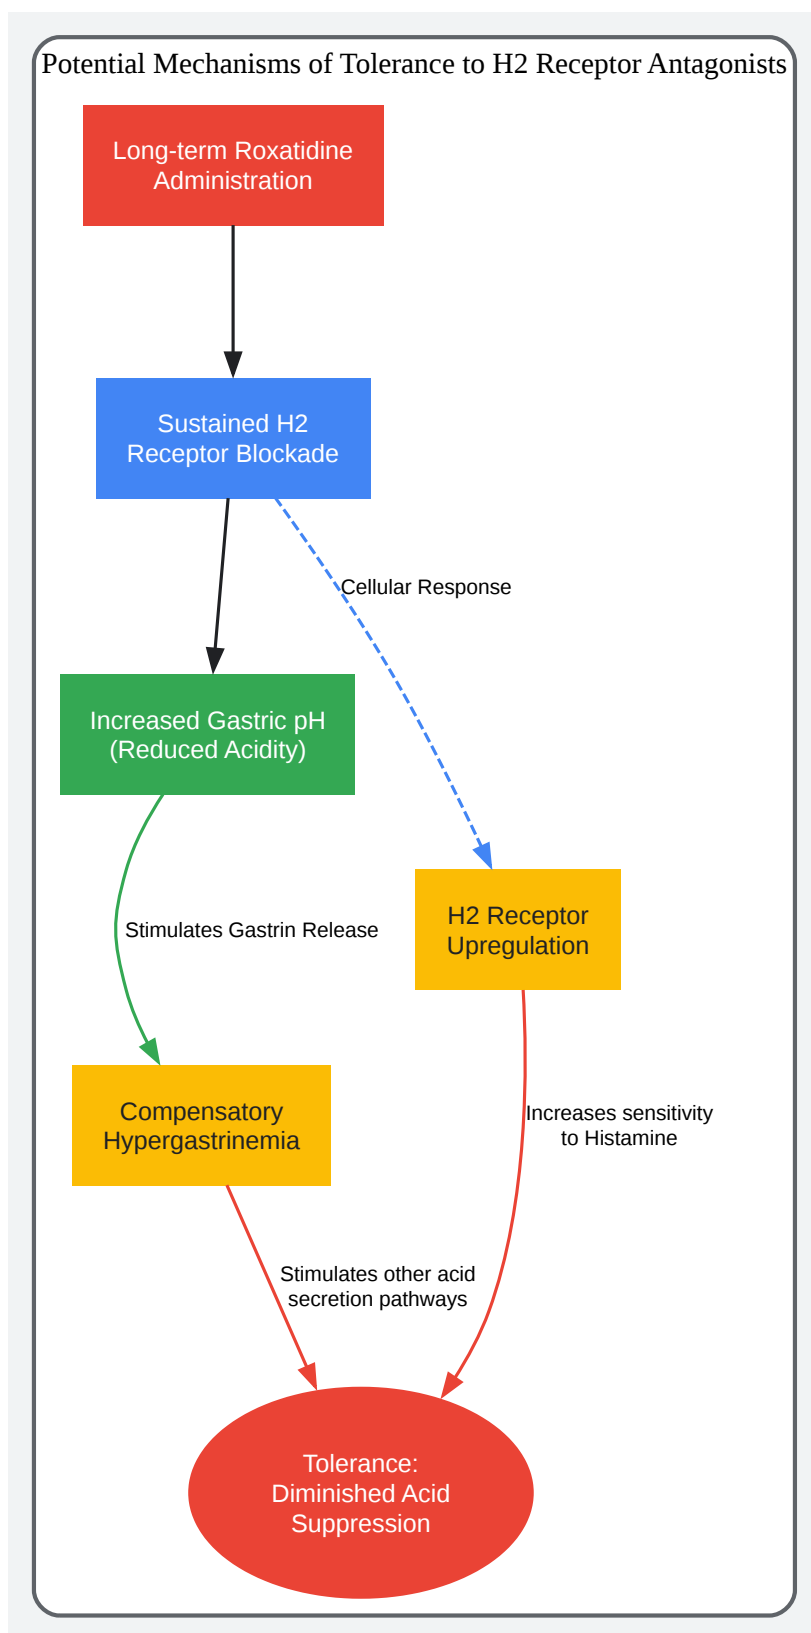 Potential Mechanisms of Tolerance to H2 Receptor Antagonists
Long-term Roxatidine
Administration
Sustained H2
Receptor Blockade
Cellular Response
Increased Gastric pH
(Reduced Acidity)
H2 Receptor
Upregulation
Stimulates Gastrin Release
Compensatory
Hypergastrinemia
Increases sensitivity
to Histamine
Stimulates other acid
secretion pathways
Tolerance:
Diminished Acid
Suppression